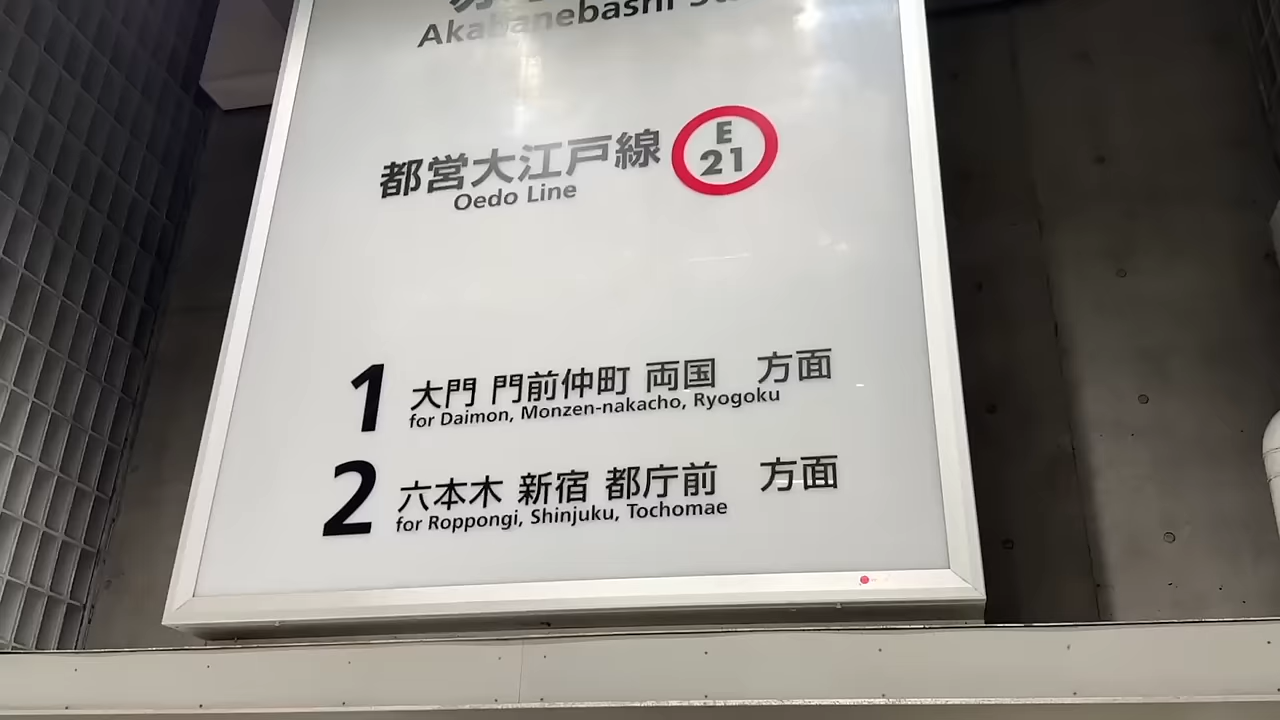 Akabanebashi
都営大江戸線
Oedo Line
E
21
1
大門 門前仲町 両国 方面
for Daimon, Monzen-nakacho, Ryogoku
2
六本木 新宿 都庁前 方面
for Roppongi, Shinjuku, Tochomae